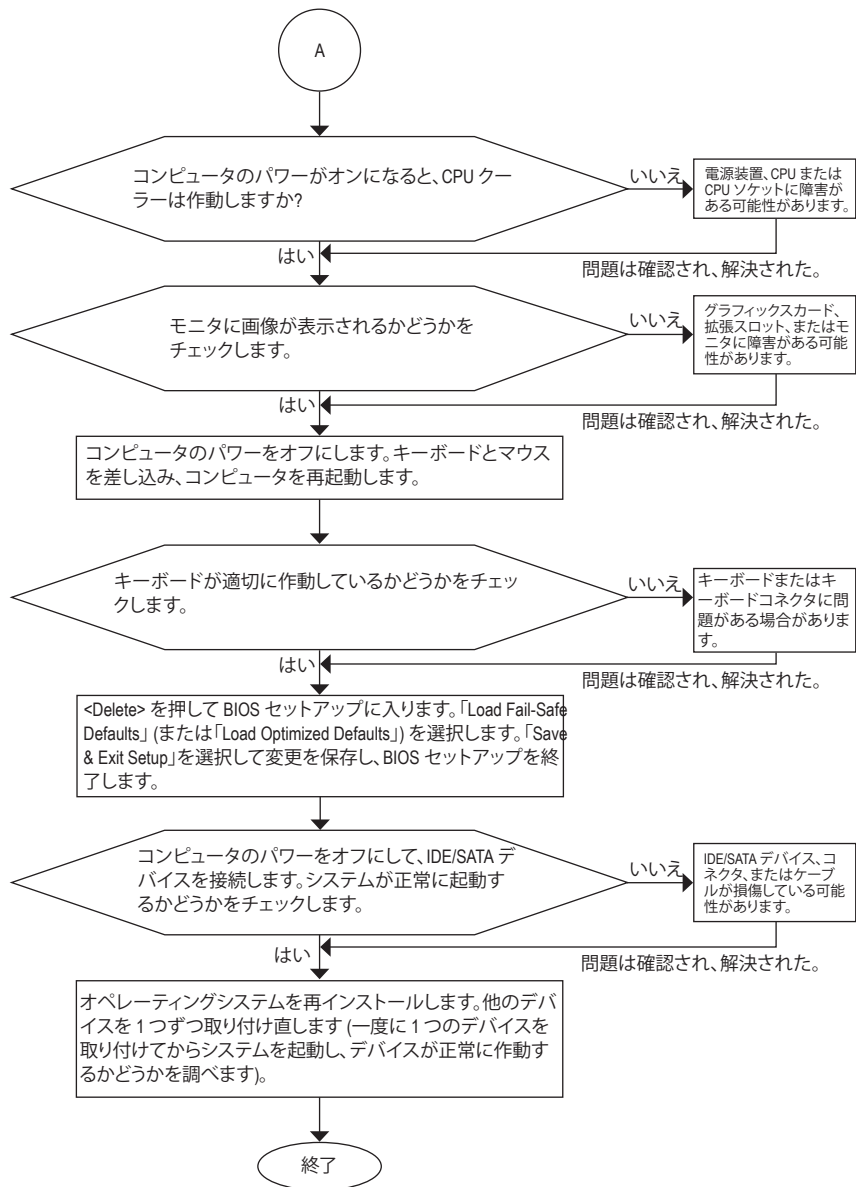 A
コンピュータのパワーがオンになると、CPU クー
ラーは作動しますか?
いいえ
電源装置、CPU または
CPU ソケットに障害が
ある可能性があります。
はい
問題は確認され、解決された。
モニタに画像が表示されるかどうかを
チェックします。
いいえ
グラフィックスカード、
拡張スロット、またはモ
ニタに障害がある可能
性があります。
はい
問題は確認され、解決された。
コンピュータのパワーをオフにします。キーボードとマウス
を差し込み、コンピュータを再起動します。
キーボードが適切に作動しているかどうかをチェッ
クします。
いいえ
キーボードまたはキ
ーボードコネクタに問
題がある場合がありま
す。
はい
問題は確認され、解決された。
<Delete> を押して BIOS セットアップに入ります。「Load Fail-Safe
Defaults」 (または「Load Optimized Defaults」) を選択します。「Save
& Exit Setup」を選択して変更を保存し、BIOS セットアップを終
了します。
コンピュータのパワーをオフにして、IDE/SATA デ
バイスを接続します。システムが正常に起動す
るかどうかをチェックします。
いいえ
IDE/SATA デバイス、コ
ネクタ、またはケーブ
ルが損傷している可能
性があります。
はい
問題は確認され、解決された。
オペレーティングシステムを再インストールします。他のデバ
イスを 1 つずつ取り付け直します (一度に 1 つのデバイスを
取り付けてからシステムを起動し、デバイスが正常に作動す
るかどうかを調べます)。
終了